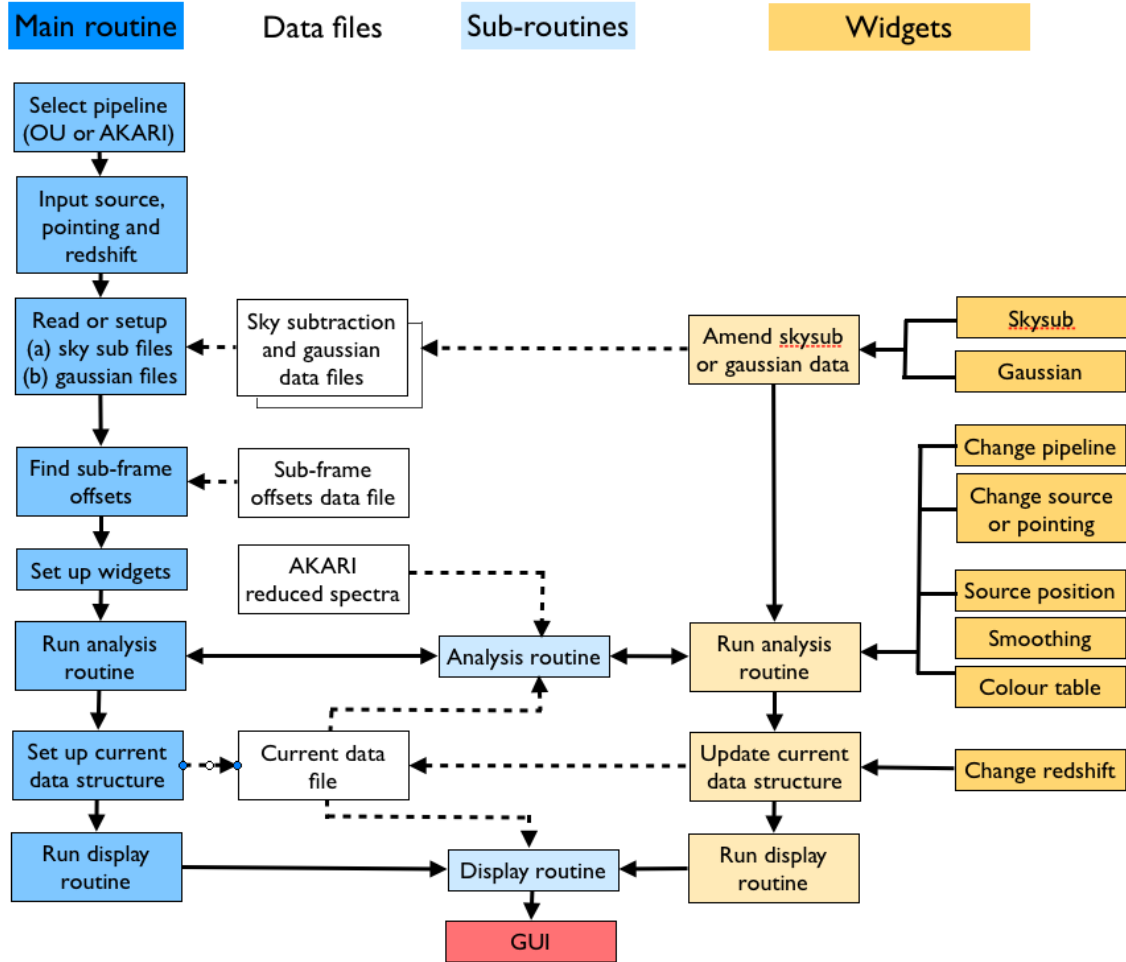 Main routine
Data files
Sub-routines
Widgets
Select pipeline
(OU or AKARI)
Input source,
pointing and
redshift
Read or setup
(a) sky sub files
(b) gaussian files
Sky subtraction
and gaussian
data files
Amend skysub
or gaussian data
Skysub
Gaussian
Find sub-frame
offsets
Sub-frame
offsets data file
Change pipeline
Change source
or pointing
Set up widgets
AKARI
reduced spectra
Source position
Run analysis
routine
Analysis routine
Run analysis
routine
Smoothing
Colour table
Set up current
data structure
Current data
file
Update current
data structure
Change redshift
Run display
routine
Display routine
Run display
routine
GUI